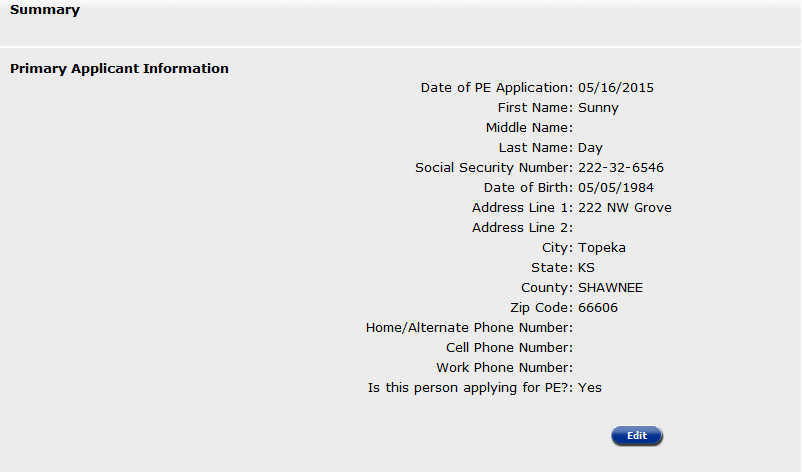 Summary
Primary Applicant Information
Date of PE Application: 05/16/2015
First Name: Sunny
Middle Name:
Last Name: Day
Social Security Number: 222-32-6546
Date of Birth: 05/05/1984
Address Line 1: 222 NW Grove
Address Line 2:
City: Topeka
State: KS
County: SHAWNEE
Zip Code: 66606
Home/Alternate Phone Number:
Cell Phone Number:
Work Phone Number:
Is this person applying for PE?: Yes
Edit